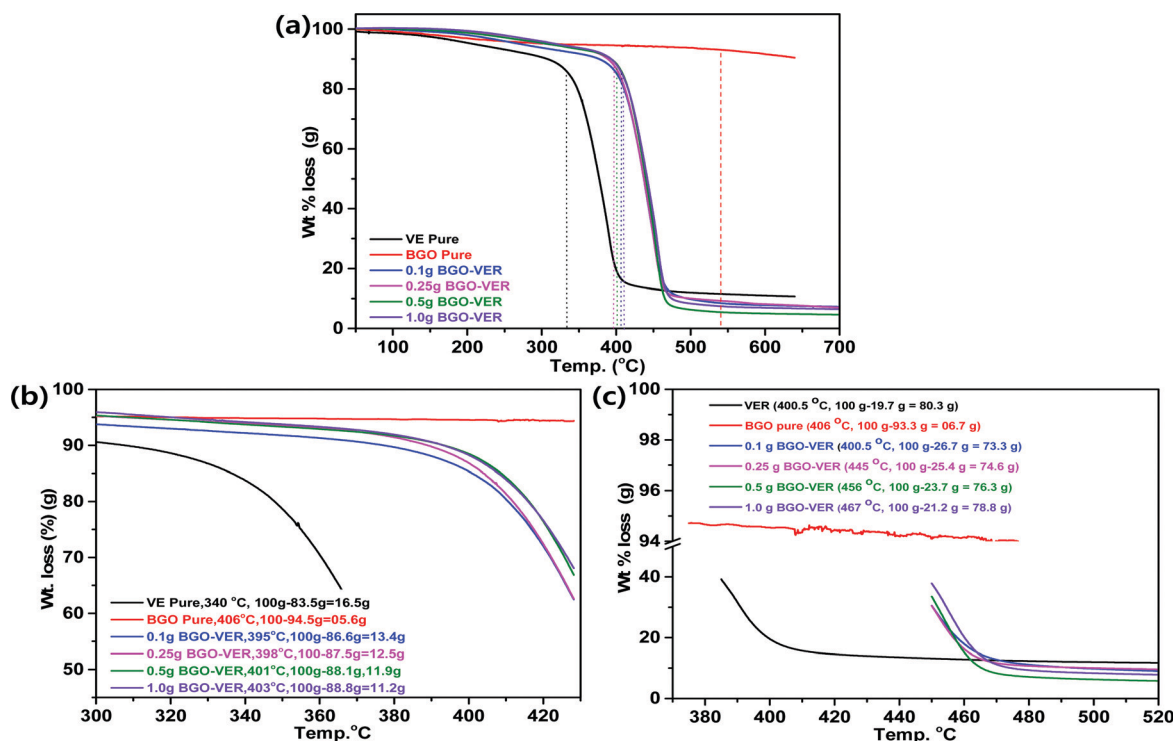 (a)
100
80
60
40
20
0
Wt % loss (g)
VE Pure
BGO Pure
0.1g BGO-VER
0.25g BGO-VER
0.5g BGO-VER
1.0g BGO-VER
100 200 300 400 500 600 700
Temp. (°C)
(b)
100
95
90
85
80
75
70
65
60
55
50
45
Wt. loss (%) (g)
VE Pure,340 °C, 100g-83.5g=16.5g
BGO Pure,406°C,100-94.5=05.6g
0.1g BGO-VER,395°C,100g-86.6g=13.4g
0.25g BGO-VER,398°C,100g-87.5g=12.5g
0.5g BGO-VER,401°C,100g-88.1g,11.9g
1.0g BGO-VER,403°C,100g-88.8g=11.2g
300 320 340 360 380 400 420
Temp.°C
(c)
100
98
96
94
40
20
0
Wt % loss (g)
VER (400.5 °C, 100 g-19.7 g = 80.3 g)
BGO pure (406 °C, 100 g-93.3 g = 06.7 g)
0.1 g BGO-VER (400.5 °C, 100 g-26.7 g = 73.3 g)
0.25 g BGO-VER (445 °C, 100 g-25.4 g = 74.6 g)
0.5 g BGO-VER (456 °C, 100 g-23.7 g = 76.3 g)
1.0 g BGO-VER (467 °C, 100 g-21.2 g = 78.8 g)
380 400 420 440 460 480 500 520
Temp. °C